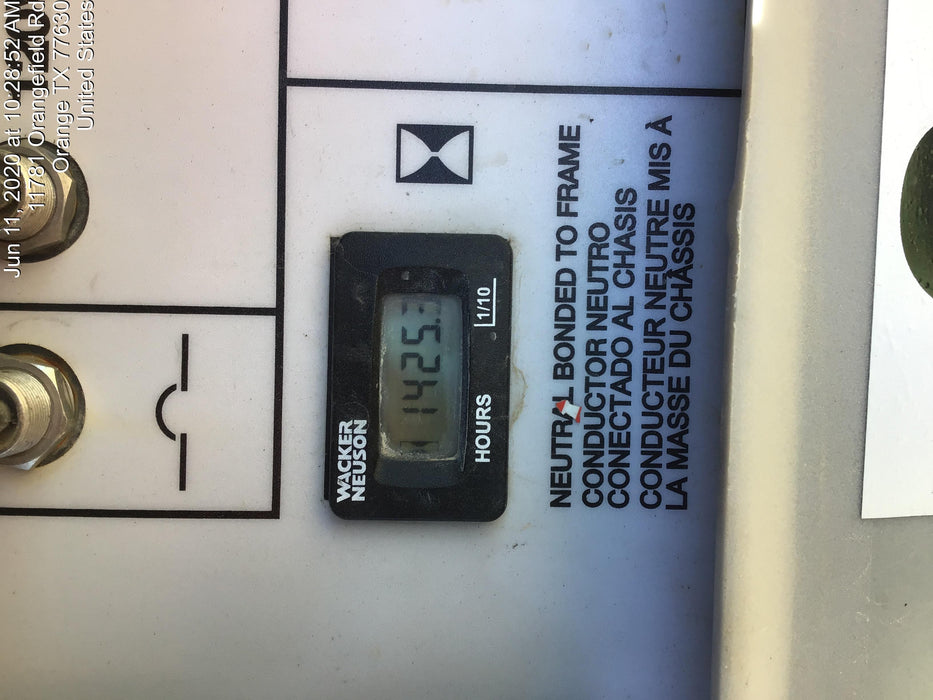 Jun 11, 2020 at 10:28:52 AM
11781 Orangefield Rd
Orange TX 77630
United States
WACKER
NEUSON
1425.
HOURS
1/10
NEUTRAL BONDED TO FRAME
CONDUCTOR NEUTRO
CONECTADO AL CHASIS
CONDUCTEUR NEUTRE MIS À
LA MASSE DU CHÂSSIS